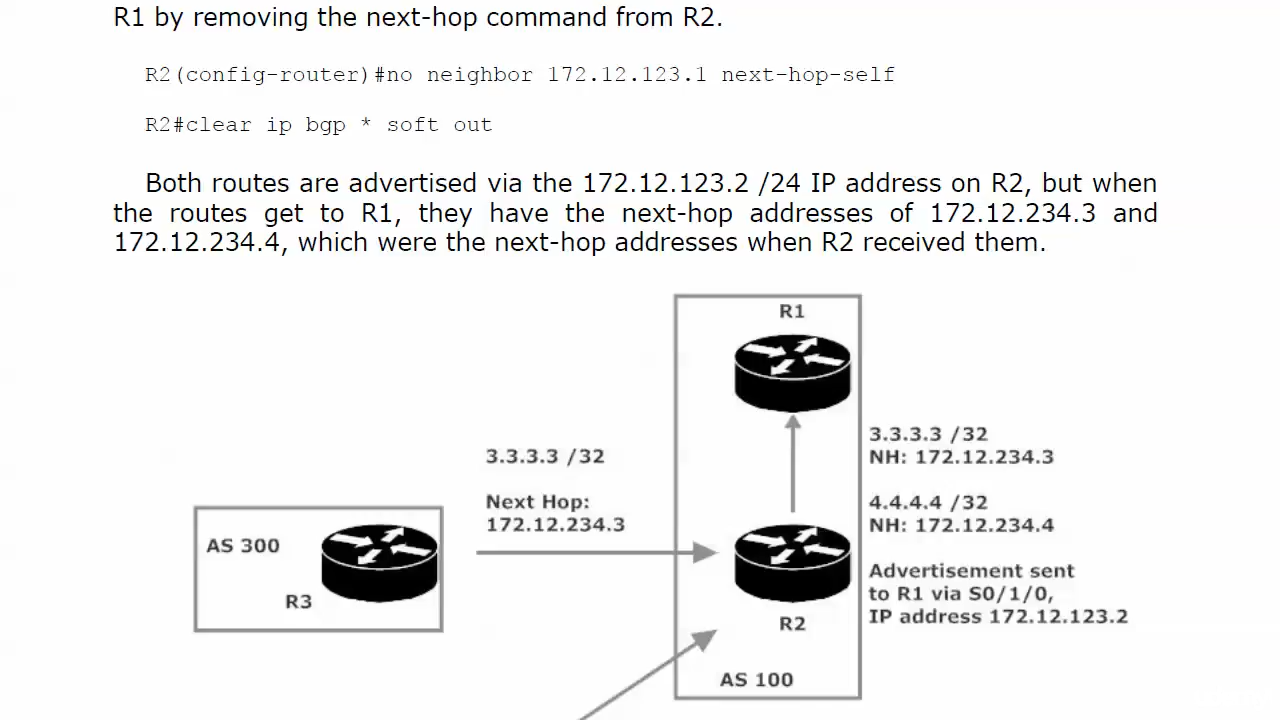 R1 by removing the next-hop command from R2.
R2(config-router)#no neighbor 172.12.123.1 next-hop-self
R2#clear ip bgp * soft out
Both routes are advertised via the 172.12.123.2 /24 IP address on R2, but when
the routes get to R1, they have the next-hop addresses of 172.12.234.3 and
172.12.234.4, which were the next-hop addresses when R2 received them.
R1
3.3.3.3 /32
NH: 172.12.234.3
3.3.3.3 /32
Next Hop:
172.12.234.3
4.4.4.4 /32
NH: 172.12.234.4
AS 300
R3
Advertisement sent
to R1 via S0/1/0,
IP address 172.12.123.2
R2
AS 100